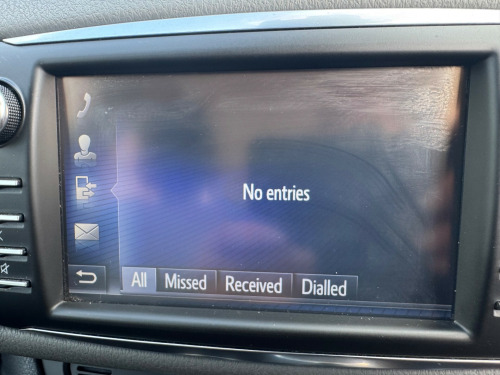 No entries
All Missed Received Dialled